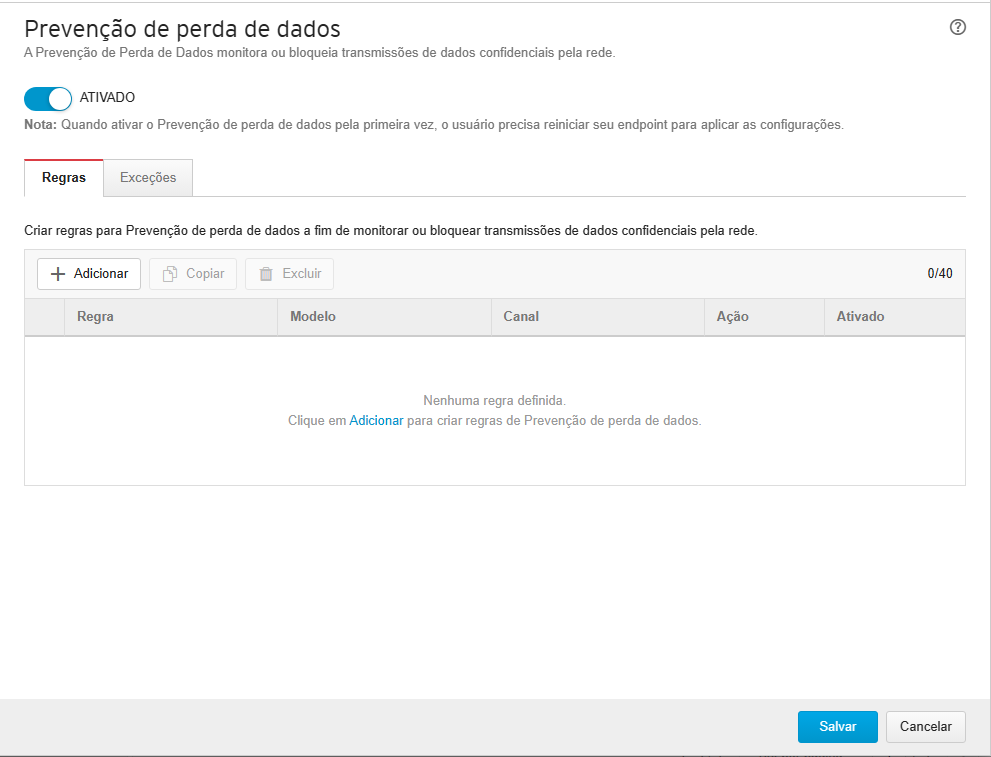 Prevenção de perda de dados
A Prevenção de Perda de Dados monitora ou bloqueia transmissões de dados confidenciais pela rede.
ATIVADO
Nota: Quando ativar o Prevenção de perda de dados pela primeira vez, o usuário precisa reiniciar seu endpoint para aplicar as configurações.
Regras Exceções
Criar regras para Prevenção de perda de dados a fim de monitorar ou bloquear transmissões de dados confidenciais pela rede.
Adicionar Copiar Excluir 0/40
Regra Modelo Canal Ação Ativado
Nenhuma regra definida.
Clique em Adicionar para criar regras de Prevenção de perda de dados.
Salvar Cancelar